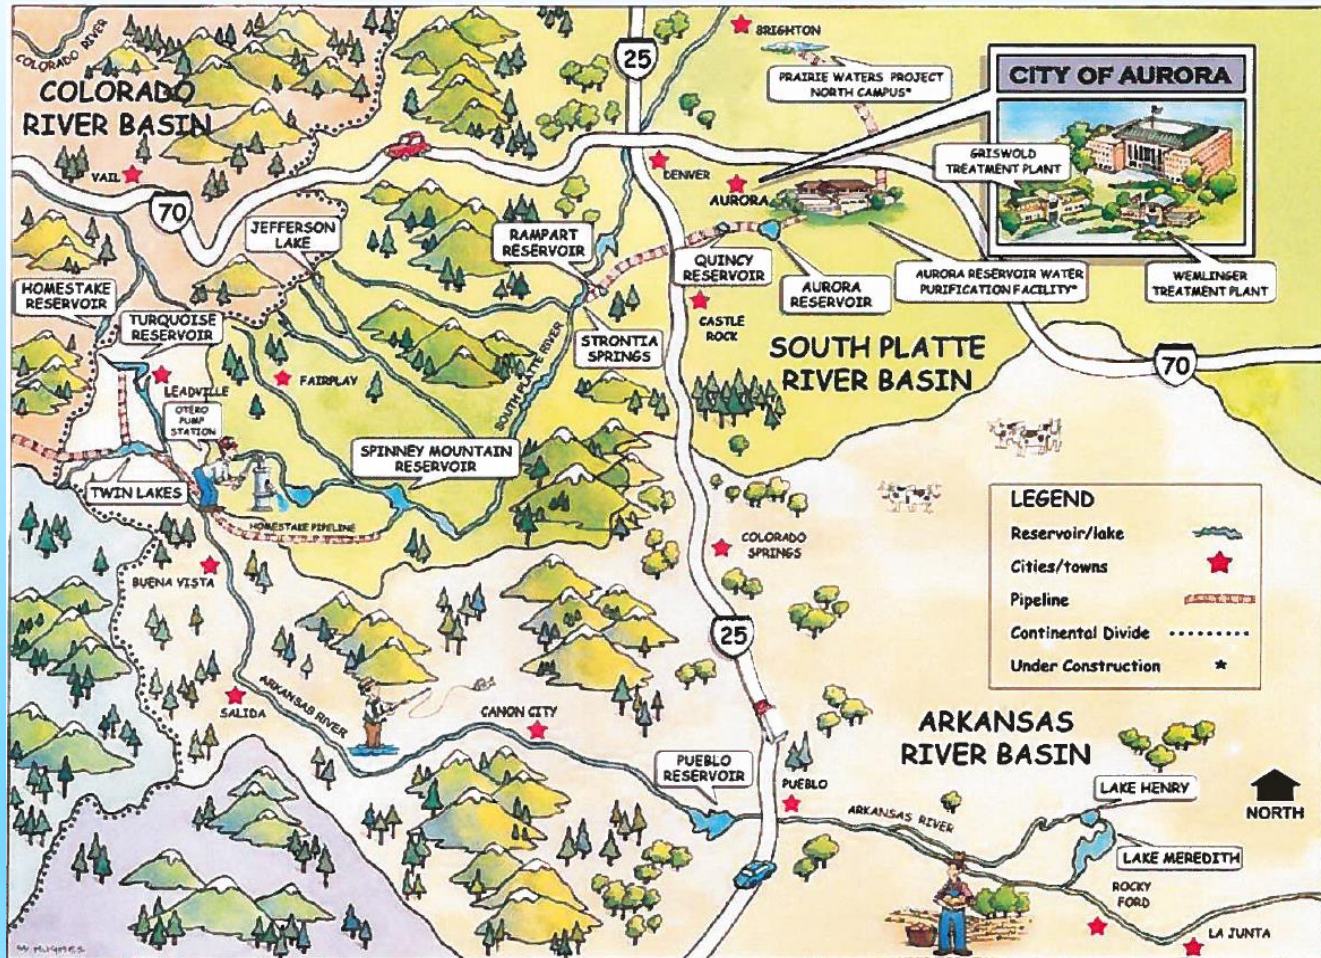 COLORADO RIVER
COLORADO
RIVER BASIN
VAIL
70
25
BRIGHTON
PRAIRIE WATERS PROJECT
NORTH CAMPUS*
CITY OF AURORA
GRISWOLD
TREATMENT PLANT
WEMLINGER
TREATMENT PLANT
DENVER
AURORA
JEFFERSON
LAKE
RAMPART
RESERVOIR
QUINCY
RESERVOIR
AURORA
RESERVOIR
AURORA RESERVOIR WATER
PURIFICATION FACILITY*
HOMESTAKE
RESERVOIR
TURQUOISE
RESERVOIR
STRONTIA
SPRINGS
CASTLE
ROCK
SOUTH PLATTE
RIVER BASIN
70
LEADVILLE
FAIRPLAY
SOUTH PLATTE RIVER
OTERO
PUMP
STATION
SPINNEY MOUNTAIN
RESERVOIR
TWIN LAKES
HOMESTAKE PIPELINE
BUENA VISTA
COLORADO
SPRINGS
LEGEND
Reservoir/lake
Cities/towns
Pipeline
Continental Divide
Under Construction *
25
SALIDA
ARKANSAS RIVER
CANON CITY
PUEBLO
RESERVOIR
PUEBLO
ARKANSAS
RIVER BASIN
ARKANSAS RIVER
LAKE HENRY
LAKE MEREDITH
NORTH
ROCKY
FORD
LA JUNTA